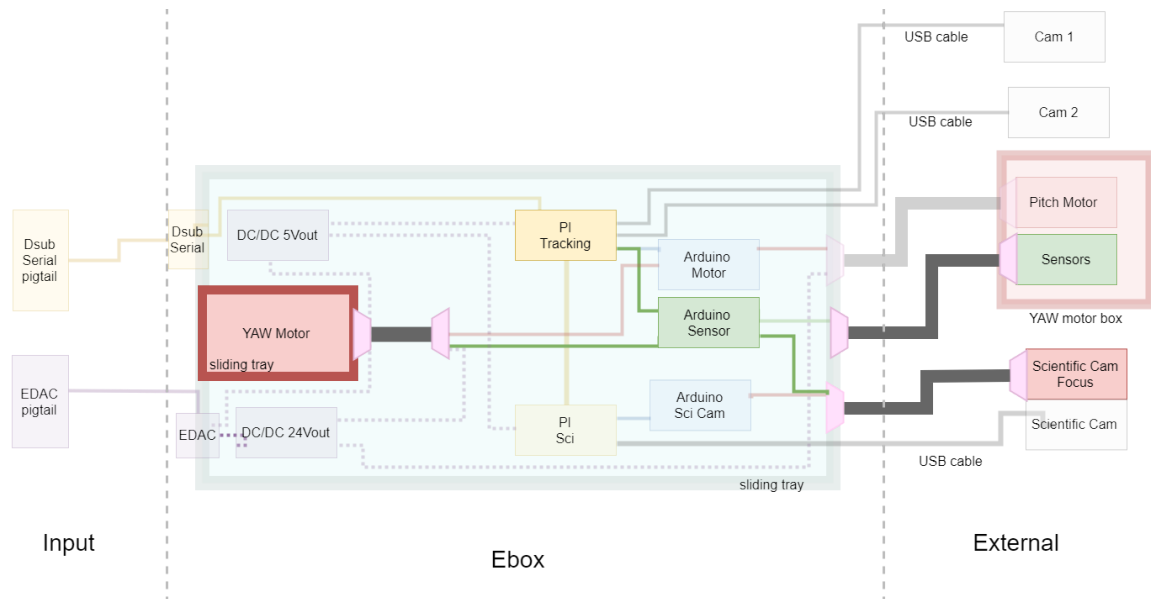 USB cable
Cam 1
USB cable
Cam 2
Dsub
Serial
pigtail
Dsub
Serial
DC/DC 5Vout
PI
Tracking
Arduino
Motor
Pitch Motor
Sensors
YAW motor box
YAW Motor
sliding tray
Arduino
Sensor
EDAC
pigtail
EDAC
DC/DC 24Vout
PI
Sci
Arduino
Sci Cam
Scientific Cam
Focus
Scientific Cam
USB cable
sliding tray
Input
Ebox
External